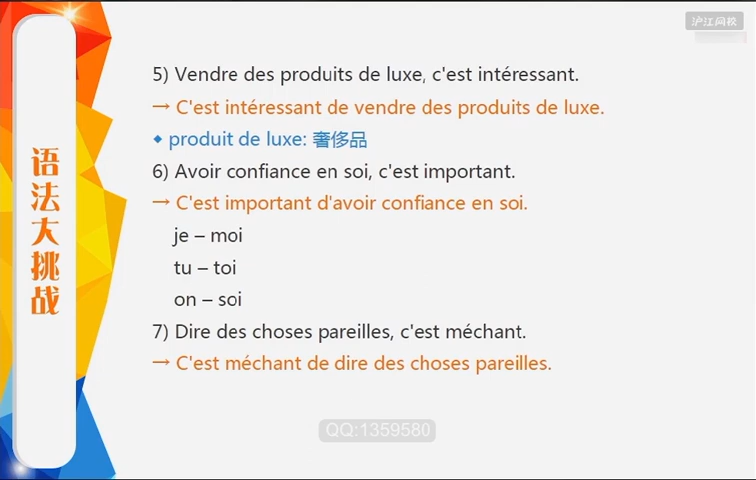 沪江网校
语法大挑战
5) Vendre des produits de luxe, c'est intéressant.
→ C'est intéressant de vendre des produits de luxe.
◆ produit de luxe: 奢侈品
6) Avoir confiance en soi, c'est important.
→ C'est important d'avoir confiance en soi.
je – moi
tu – toi
on – soi
7) Dire des choses pareilles, c'est méchant.
→ C'est méchant de dire des choses pareilles.
QQ:1359580